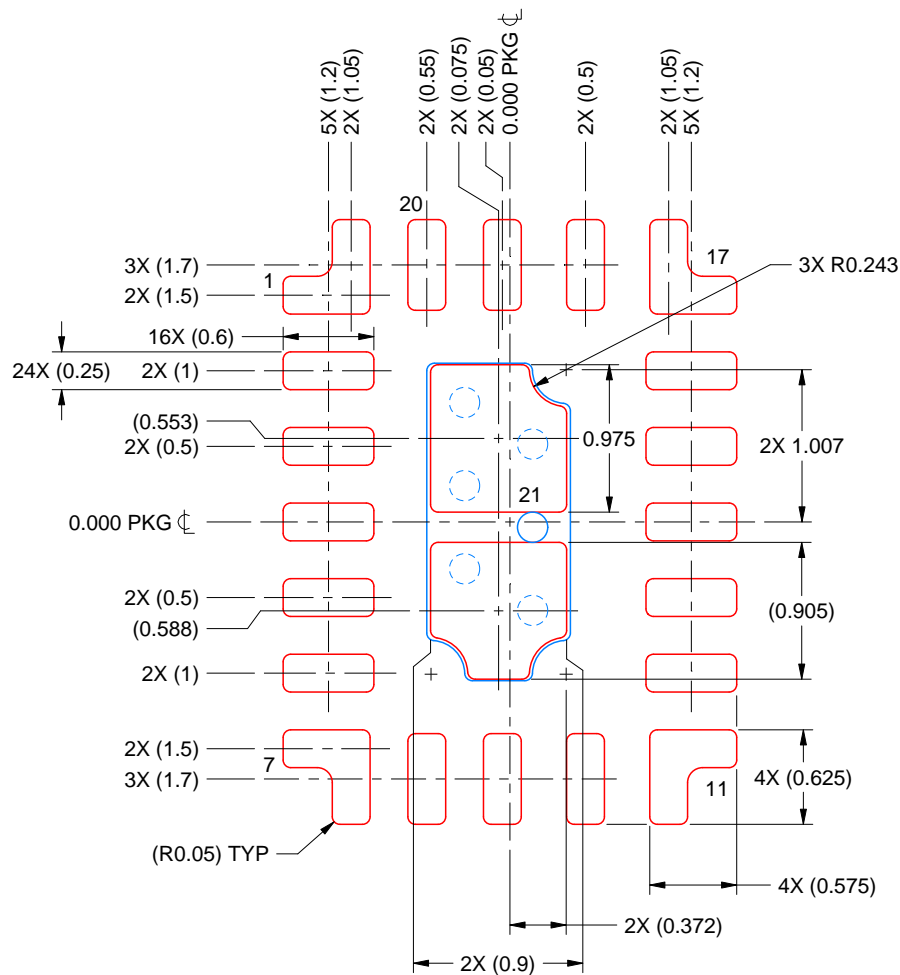 5X (1.2)
2X (1.05)
2X (0.55)
2X (0.075)
2X (0.05)
0.000 PKG ℄
2X (0.5)
2X (1.05)
5X (1.2)
20
3X (1.7)
1
17
3X R0.243
2X (1.5)
16X (0.6)
24X (0.25)
2X (1)
(0.553)
2X (0.5)
0.975
2X 1.007
21
0.000 PKG ℄
2X (0.5)
(0.588)
(0.905)
2X (1)
2X (1.5)
7
3X (1.7)
11
4X (0.625)
(R0.05) TYP
4X (0.575)
2X (0.372)
2X (0.9)